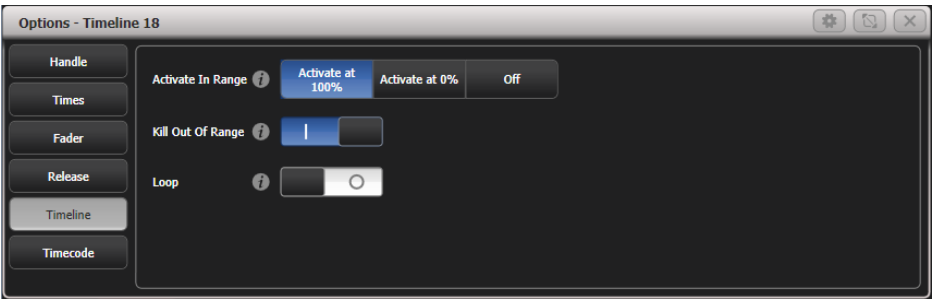 Options - Timeline 18
Handle
Times
Fader
Release
Timeline
Timecode
Activate In Range
Activate at
100%
Activate at 0%
Off
Kill Out Of Range
Loop